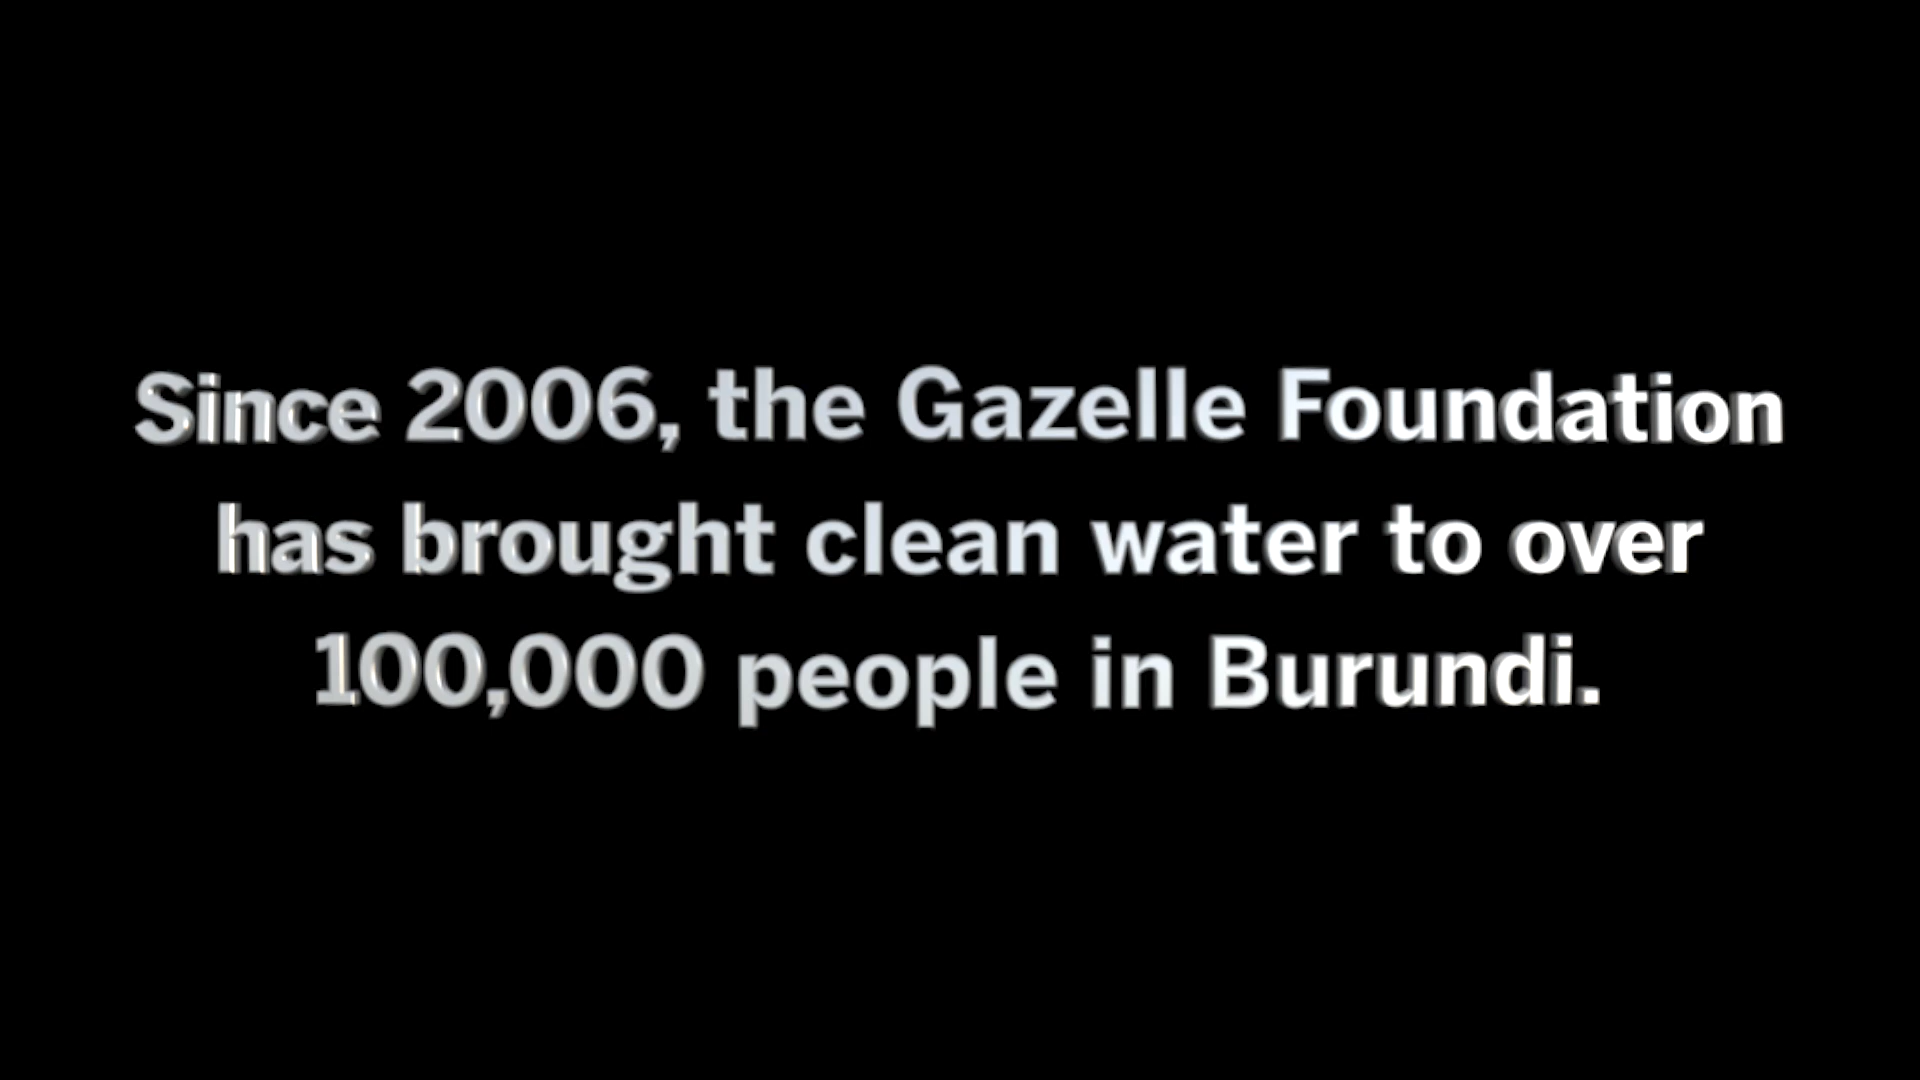 Since 2006, the Gazelle Foundation
has brought clean water to over
100,000 people in Burundi.